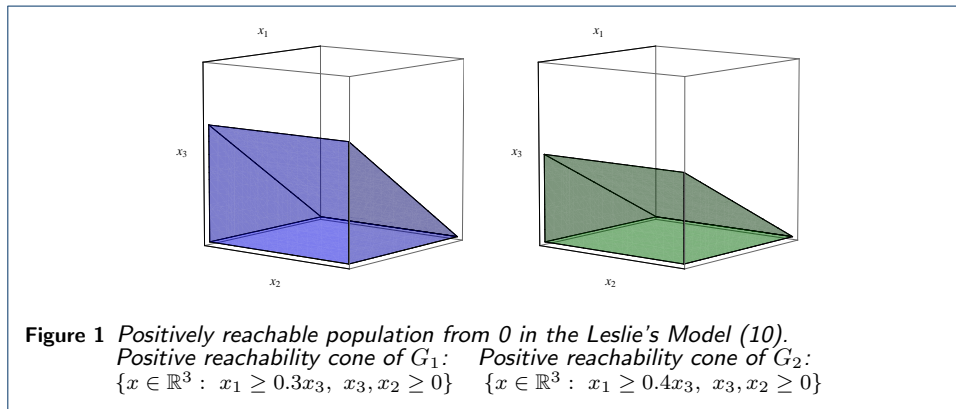 x₁ x₁
x₃ x₃
x₂ x₂
Figure 1 Positively reachable population from 0 in the Leslie's Model (10).
Positive reachability cone of G₁: Positive reachability cone of G₂:
{x ∈ ℝ³ : x₁ ≥ 0.3x₃, x₃, x₂ ≥ 0} {x ∈ ℝ³ : x₁ ≥ 0.4x₃, x₃, x₂ ≥ 0}